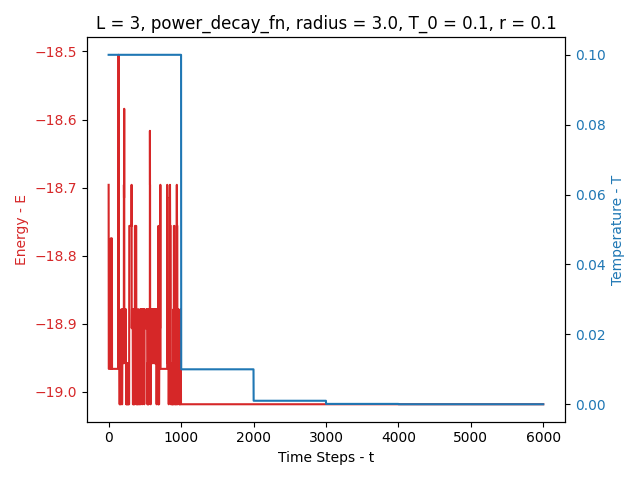 L = 3, power_decay_fn, radius = 3.0, T_0 = 0.1, r = 0.1
Energy - E
−18.5
−18.6
−18.7
−18.8
−18.9
−19.0
0.10
0.08
0.06
0.04
0.02
0.00
Temperature - T
0 1000 2000 3000 4000 5000 6000
Time Steps - t